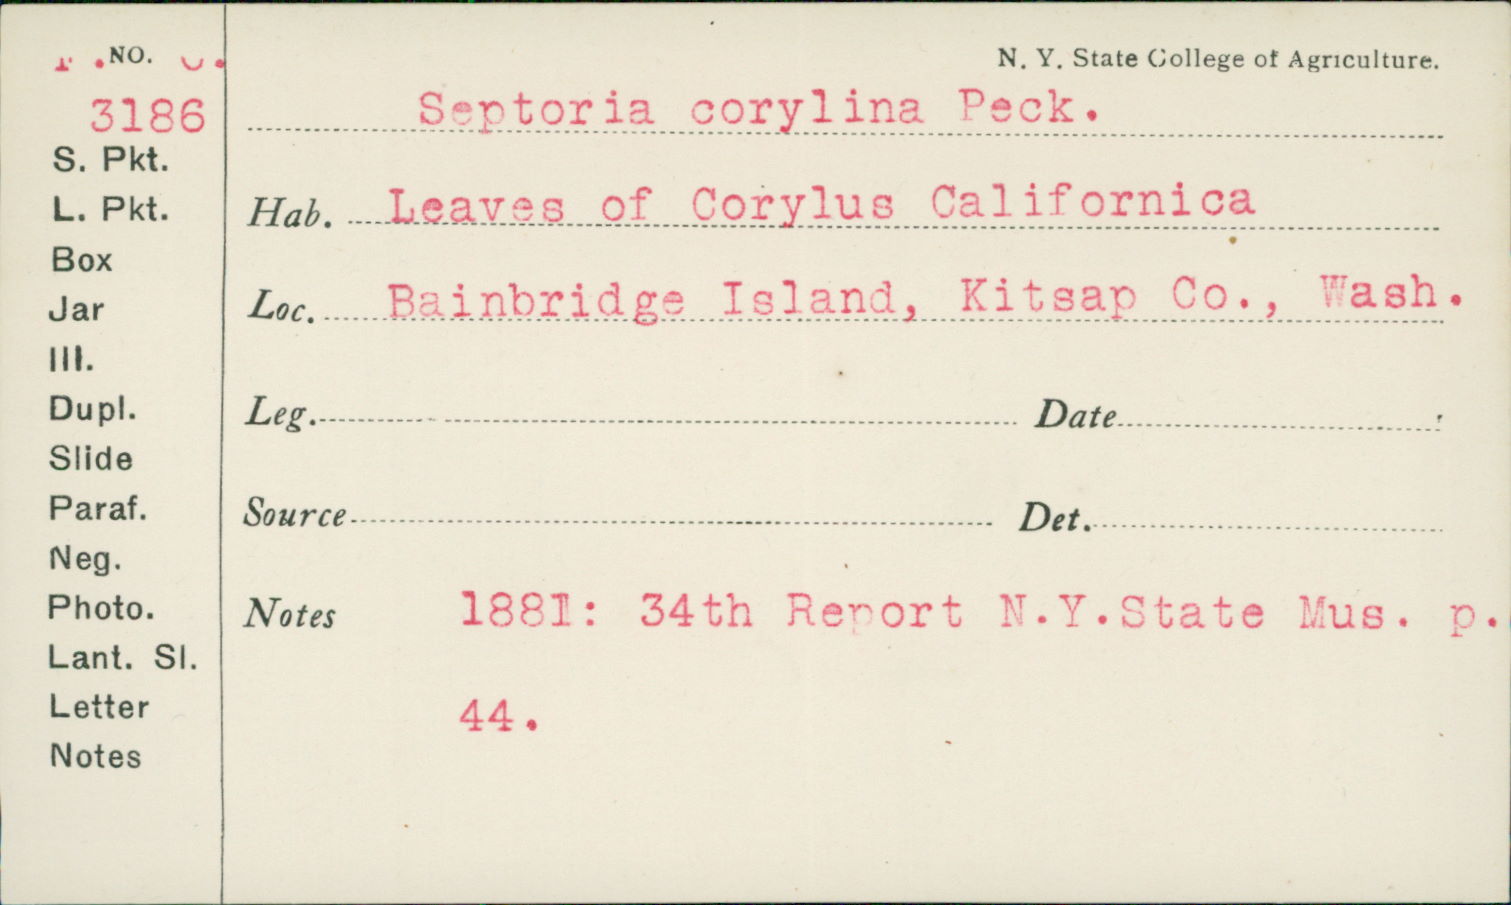 NO.
N. Y. State College of Agriculture.
3186
Septoria corylina Peck.
S. Pkt.
L. Pkt.
Hab. Leaves of Corylus Californica
Box
Jar
Loc. Bainbridge Island, Kitsap Co., Wash.
Ill.
Dupl.
Leg. Date
Slide
Paraf.
Source Det.
Neg.
Photo.
Notes 1881: 34th Report N.Y.State Mus. p.
Lant. Sl.
Letter
44.
Notes